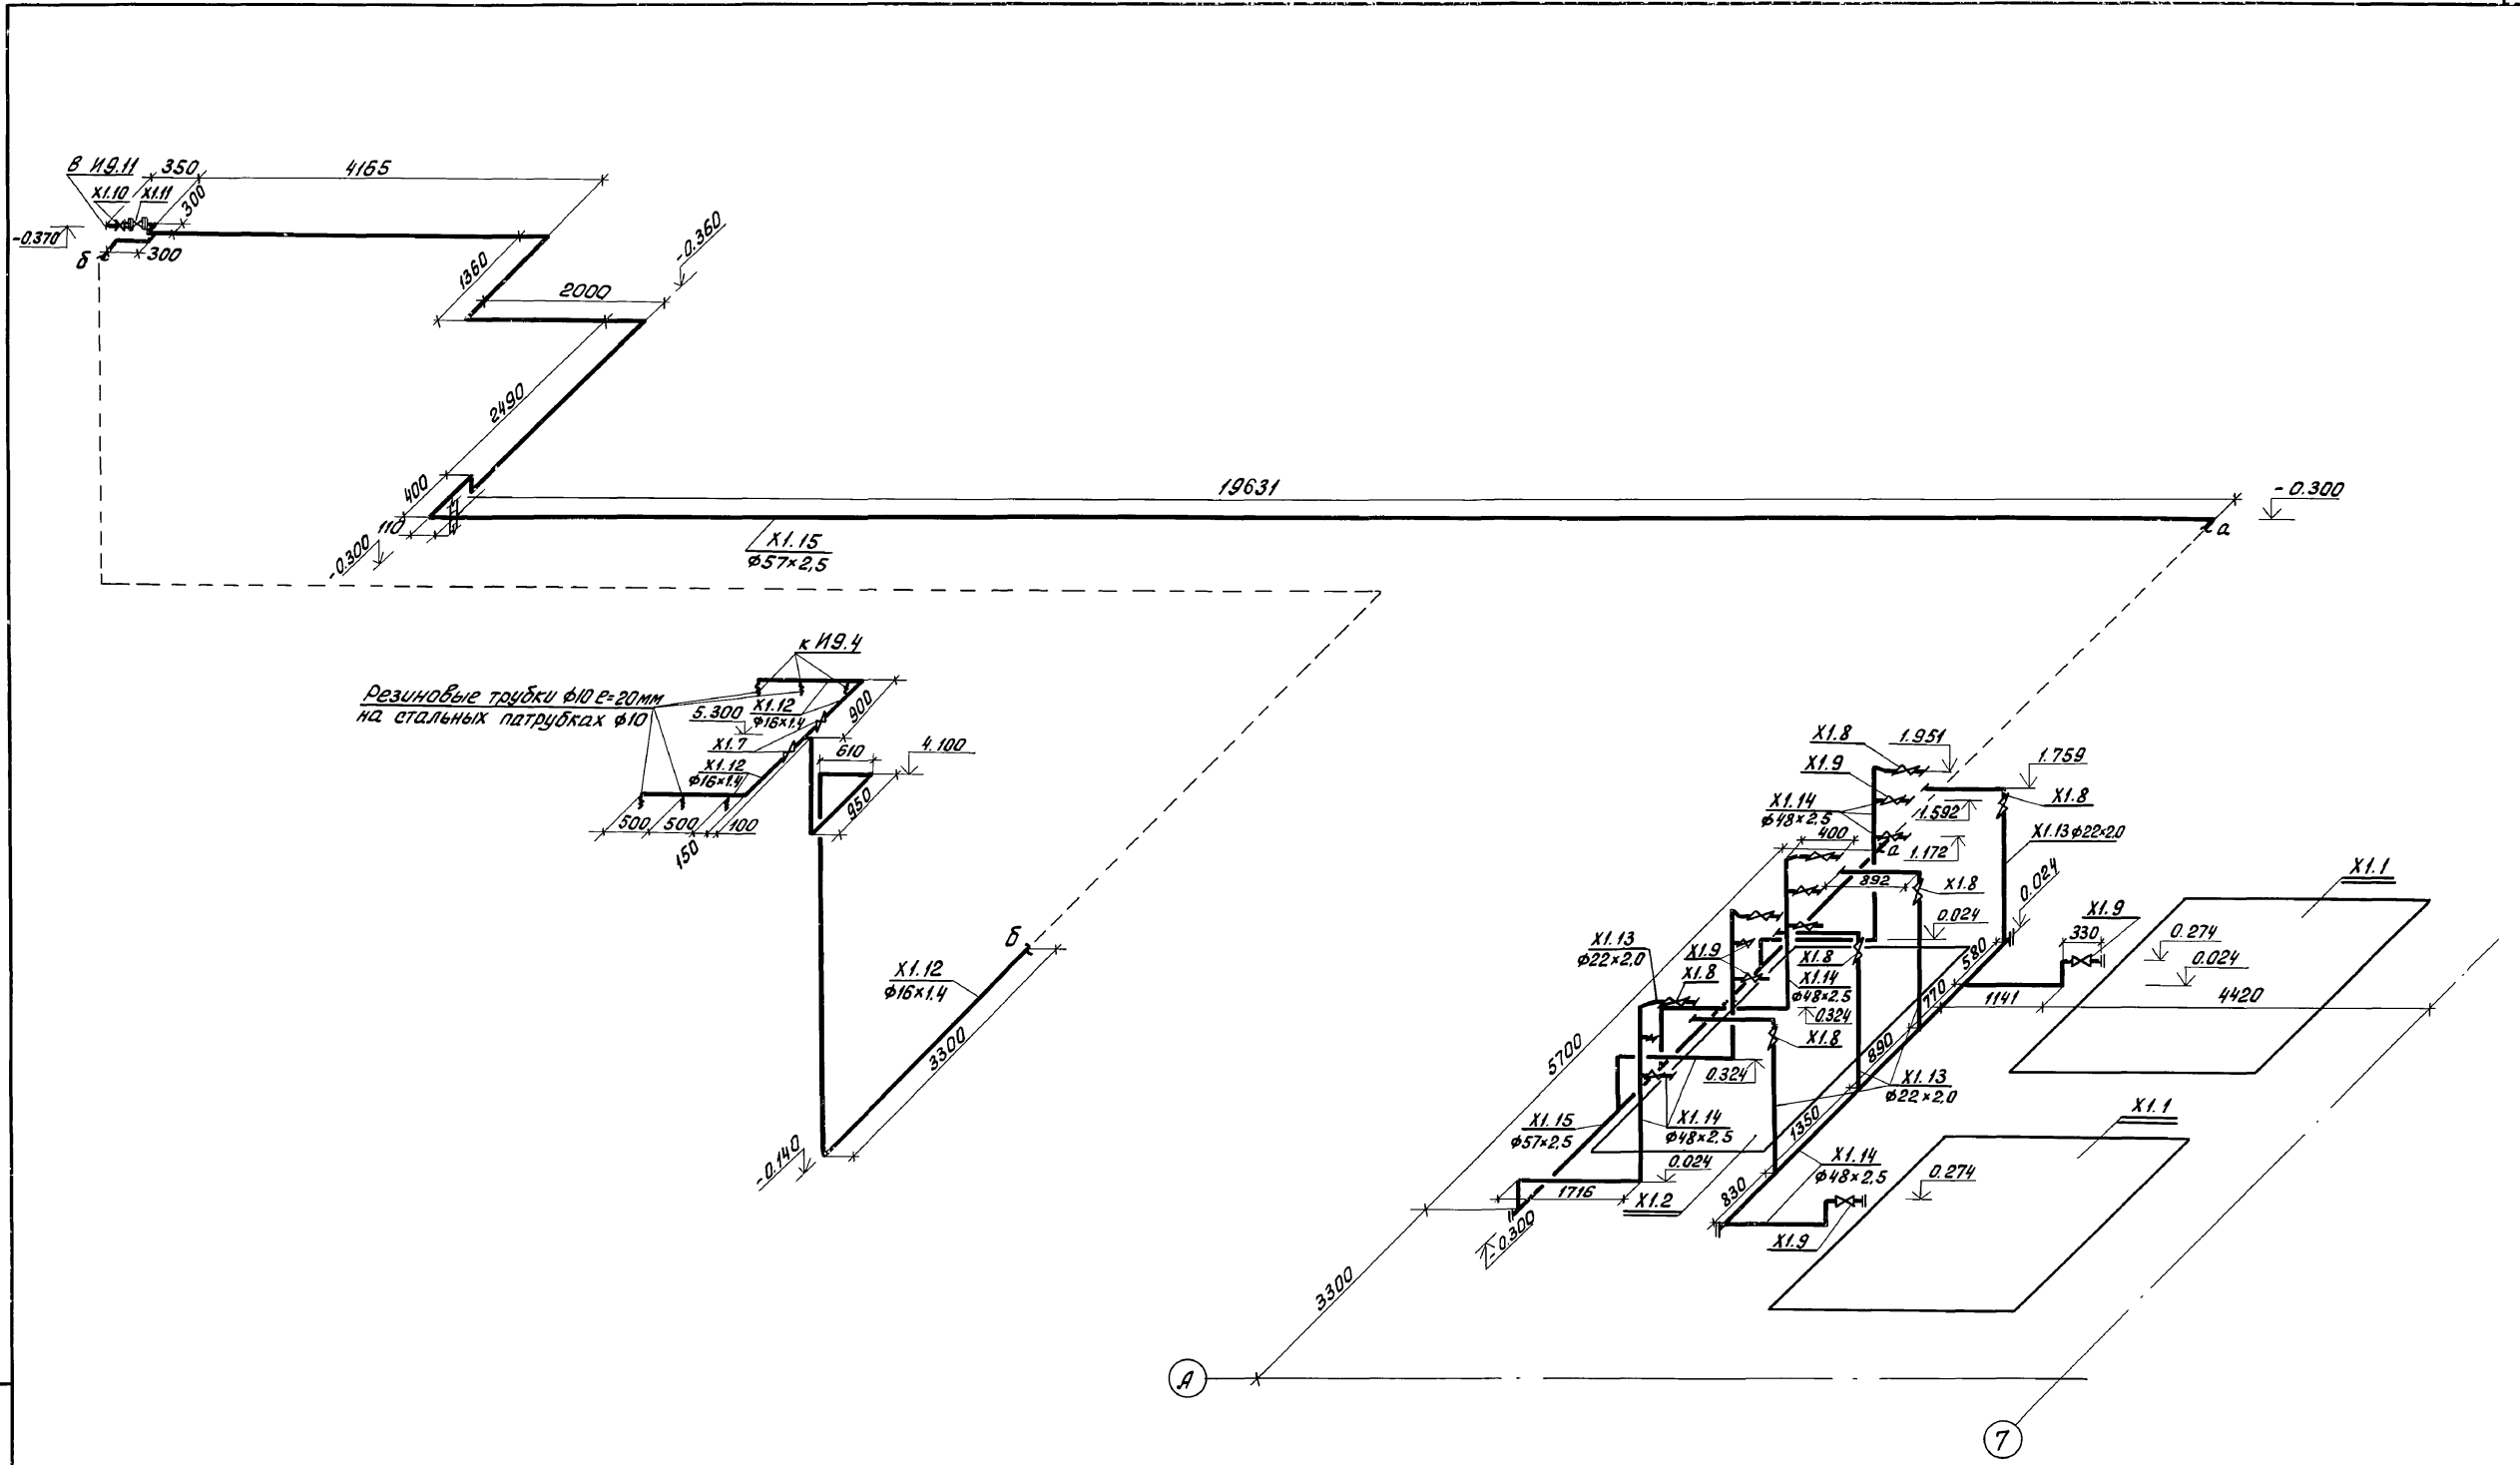 в И9.11
350
4165
Х1.10
Х1.11
300
-0.370
б
300
1360
2000
-0.360
2490
400
110
-0.300
19631
-0.300
а
Х1.15
ф57×2,5
к И9.4
Резиновые трубки ф10 ℓ=20мм
на стальных патрубках ф10
5.300
Х1.12
ф16×1.4
900
Х1.7
610
4.100
Х1.12
ф16×1.4
950
500
500
100
150
б
Х1.12
ф16×1.4
3300
-0.140
Х1.8
1.951
1.759
Х1.9
Х1.8
Х1.14
ф48×2,5
1.592
400
Х1.13 ф22×2,0
а
1.172
892
Х1.8
0.024
Х1.1
Х1.9
330
0.024
0.274
0.024
Х1.13
ф22×2,0
Х1.9
Х1.8
Х1.8
580
Х1.14
ф48×2.5
770
1141
4420
0.324
Х1.8
890
5700
0.324
Х1.13
ф22×2,0
Х1.15
ф57×2,5
Х1.14
ф48×2,5
1350
Х1.1
0.024
Х1.14
ф48×2,5
0.274
1716
Х1.2
830
-0.300
Х1.9
3300
А
7